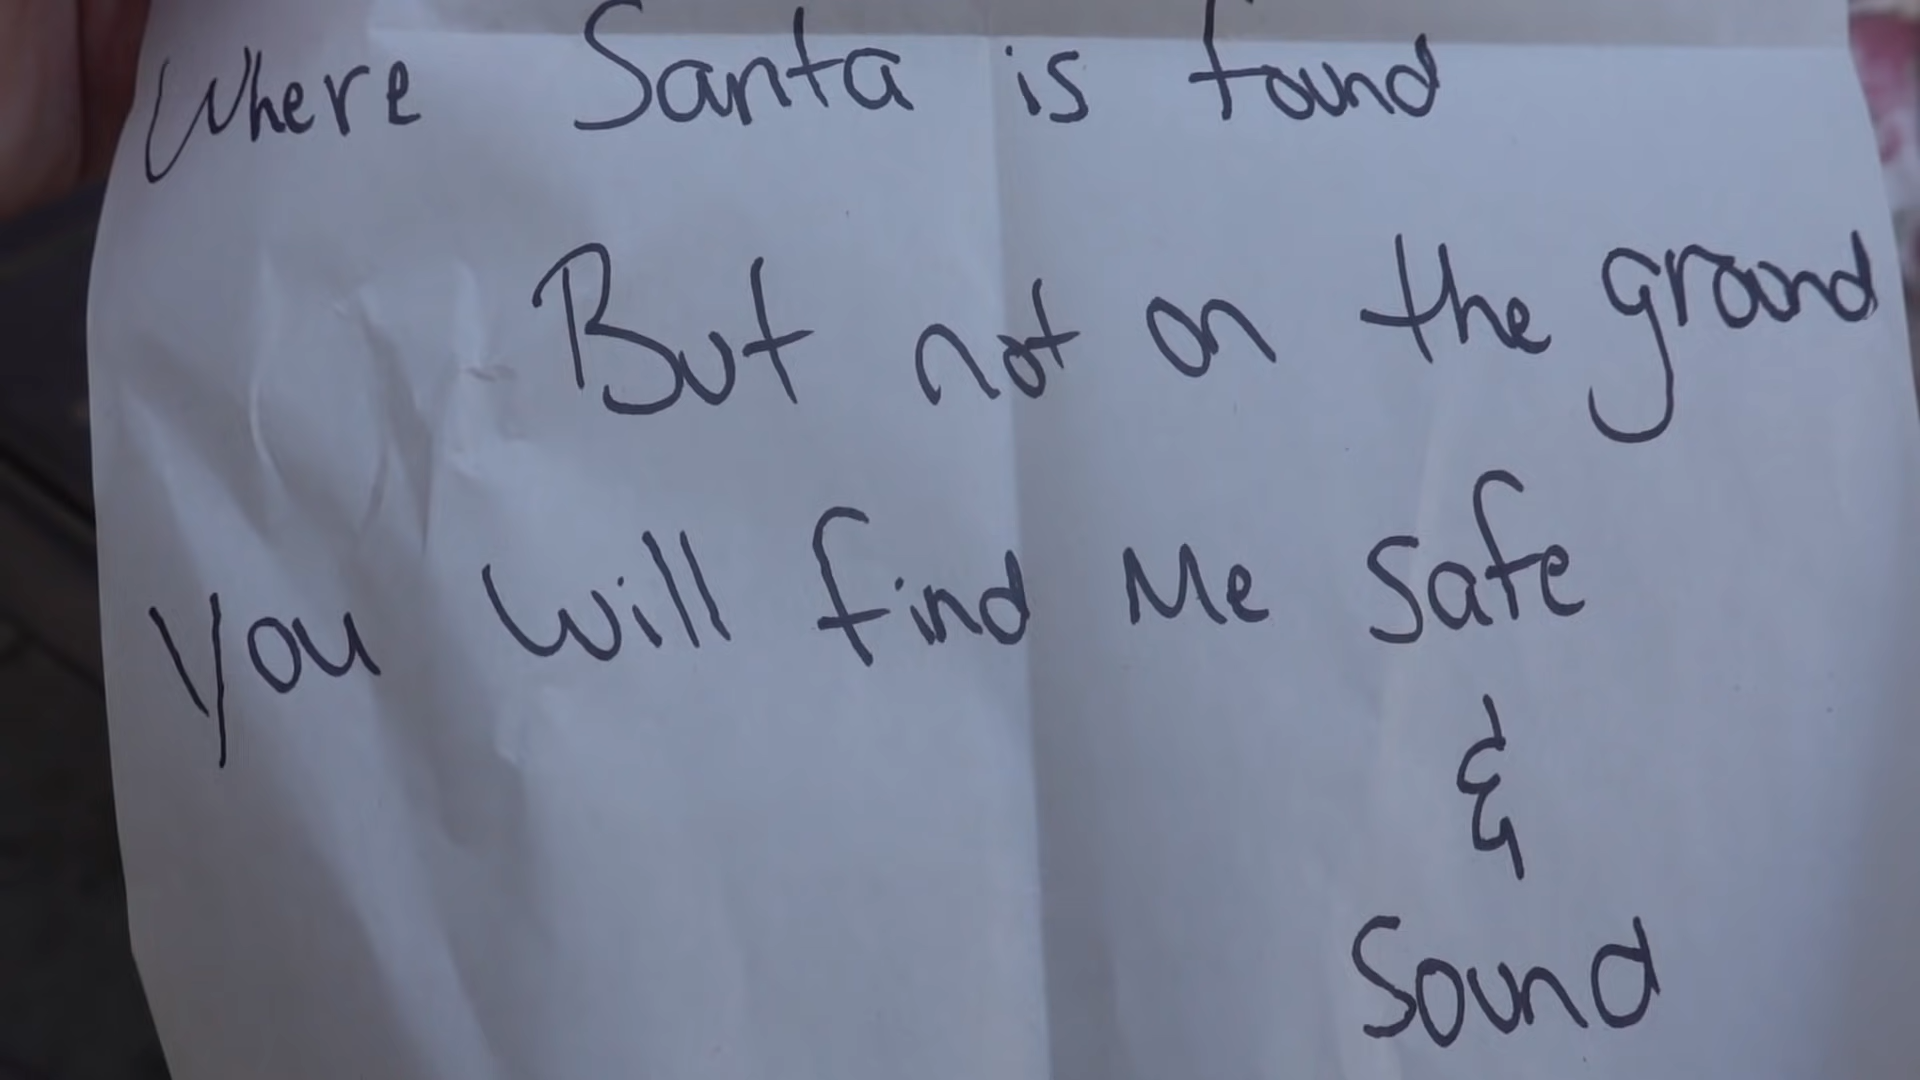 Where Santa is found
But not on the ground
You will find Me safe
&
Sound